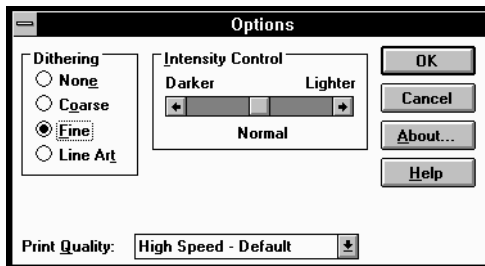 Options
Dithering
None
Coarse
Fine
Line Art
Intensity Control
Darker Lighter
Normal
OK
Cancel
About...
Help
Print Quality: High Speed - Default